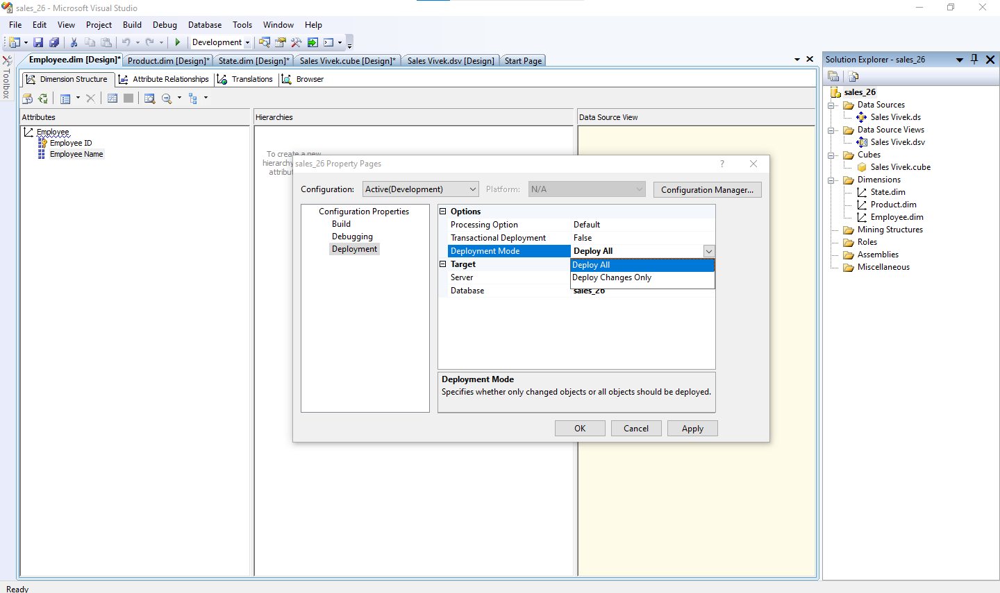 sales_26 - Microsoft Visual Studio
File Edit View Project Build Debug Database Tools Window Help
Development
Toolbox
Employee.dim [Design]* Product.dim [Design]* State.dim [Design]* Sales Vivek.cube [Design]* Sales Vivek.dsv [Design] Start Page
Dimension Structure Attribute Relationships Translations Browser
Attributes
Employee
Employee ID
Employee Name
Hierarchies
To create a new
hierarchy
Data Source View
sales_26 Property Pages
?
Configuration: Active(Development) Platform: N/A Configuration Manager...
Configuration Properties
Build
Debugging
Deployment
Options
Processing Option Default
Transactional Deployment False
Deployment Mode Deploy All
Deploy All
Deploy Changes Only
Target
Server
Database sales_26
Deployment Mode
Specifies whether only changed objects or all objects should be deployed.
OK Cancel Apply
Solution Explorer - sales_26
sales_26
Data Sources
Sales Vivek.ds
Data Source Views
Sales Vivek.dsv
Cubes
Sales Vivek.cube
Dimensions
State.dim
Product.dim
Employee.dim
Mining Structures
Roles
Assemblies
Miscellaneous
Ready